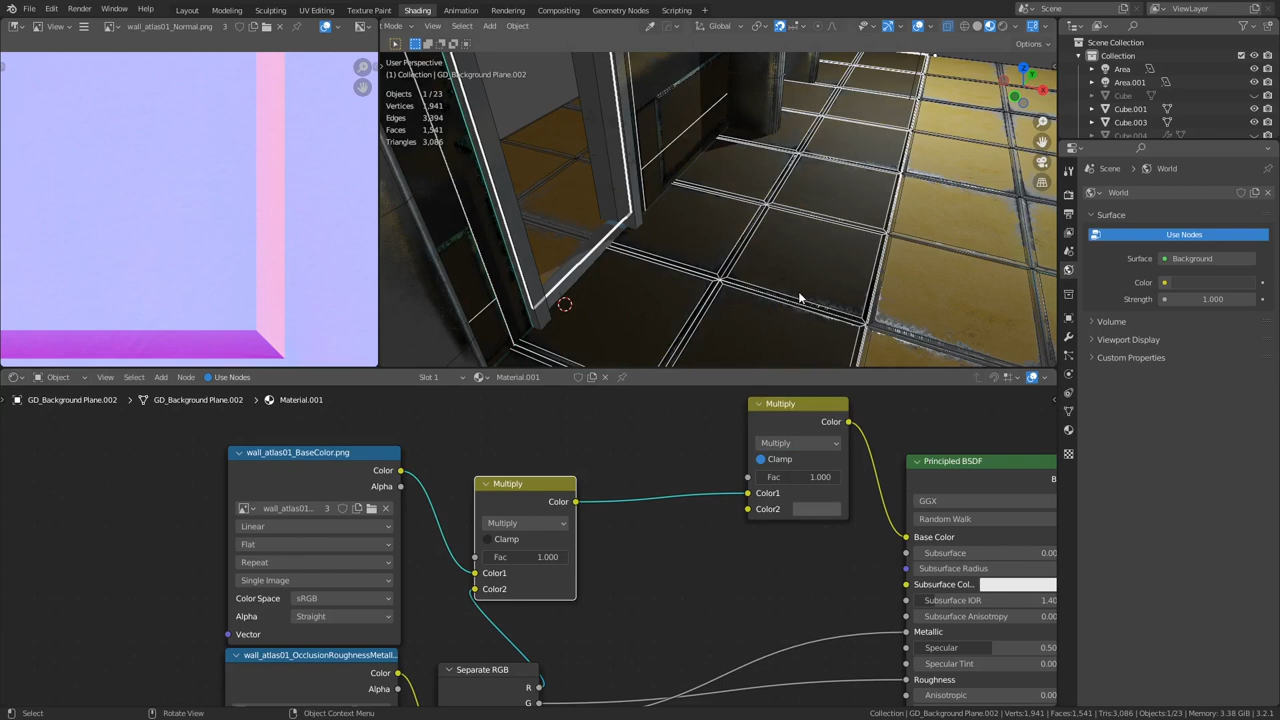 File Edit Render Window Help Layout Modeling Sculpting UV Editing Texture Paint Shading Animation Rendering Compositing Geometry Nodes Scripting + Scene ViewLayer
View wall_atlas01_Normal.png 3
Mode View Select Add Object Global
Options
User Perspective
(1) Collection | GD_Background Plane.002
Objects 1 / 23
Vertices 1,941
Edges 3,394
Faces 1,541
Triangles 3,086
Z
Y
X
Scene Collection
Collection
Area
Area.001
Cube
Cube.001
Cube.003
Cube.004
Scene World
World
Surface
Use Nodes
Surface Background
Color
Strength 1.000
Volume
Viewport Display
Custom Properties
Object View Select Add Node Use Nodes Slot 1 Material.001
GD_Background Plane.002 GD_Background Plane.002 Material.001
wall_atlas01_BaseColor.png
Color
Alpha
wall_atlas01... 3
Linear
Flat
Repeat
Single Image
Color Space sRGB
Alpha Straight
Vector
wall_atlas01_OcclusionRoughnessMetall...
Color
Alpha
Multiply
Color
Multiply
Clamp
Fac 1.000
Color1
Color2
Separate RGB
R
G
Multiply
Color
Multiply
Clamp
Fac 1.000
Color1
Color2
Principled BSDF
B
GGX
Random Walk
Base Color
Subsurface 0.00
Subsurface Radius
Subsurface Col...
Subsurface IOR 1.40
Subsurface Anisotropy 0.00
Metallic
Specular 0.50
Specular Tint 0.00
Roughness
Anisotropic 0.00
Select Rotate View Object Context Menu Collection | GD_Background Plane.002 | Verts:1,941 | Faces:1,541 | Tris:3,086 | Objects:1/23 | Memory: 3.38 GiB | 3.2.1